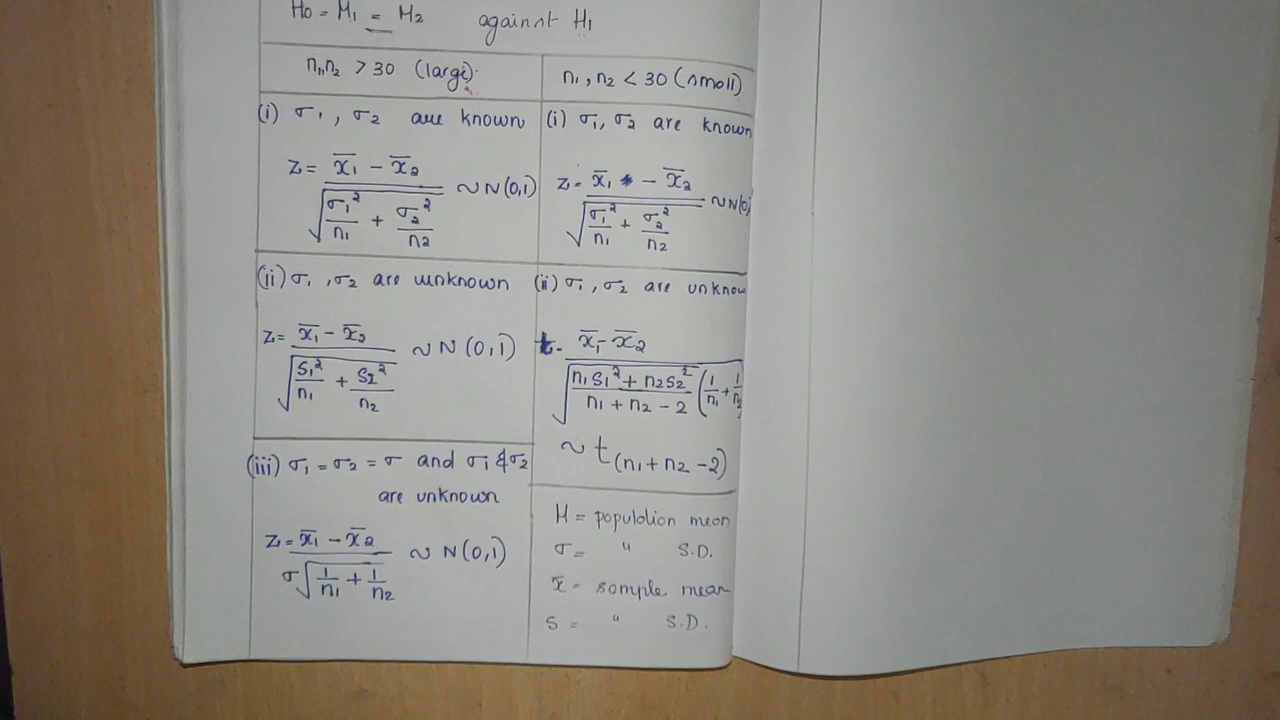 H0 = M1 = M2 against H1
n1, n2 > 30 (large).
(i) σ1, σ2 are known
Z = x̄1 − x̄2 / √(σ1²/n1 + σ2²/n2) ~ N(0,1)
(ii) σ1, σ2 are unknown
Z = x̄1 − x̄2 / √(S1²/n1 + S2²/n2) ~ N(0,1)
(iii) σ1 = σ2 = σ and σ1 & σ2
are unknown
Z = x̄1 − x̄2 / σ√(1/n1 + 1/n2) ~ N(0,1)
n1, n2 < 30 (small)
(i) σ1, σ2 are known
Z = x̄1 − x̄2 / √(σ1²/n1 + σ2²/n2) ~ N(0
(ii) σ1, σ2 are unknow
t = x̄1 − x̄2 / √(n1S1² + n2S2² / n1 + n2 − 2 (1/n1 + 1/n2
~ t(n1 + n2 − 2)
M = population mean
σ = " S.D.
x̄ = sample mean
S = " S.D.